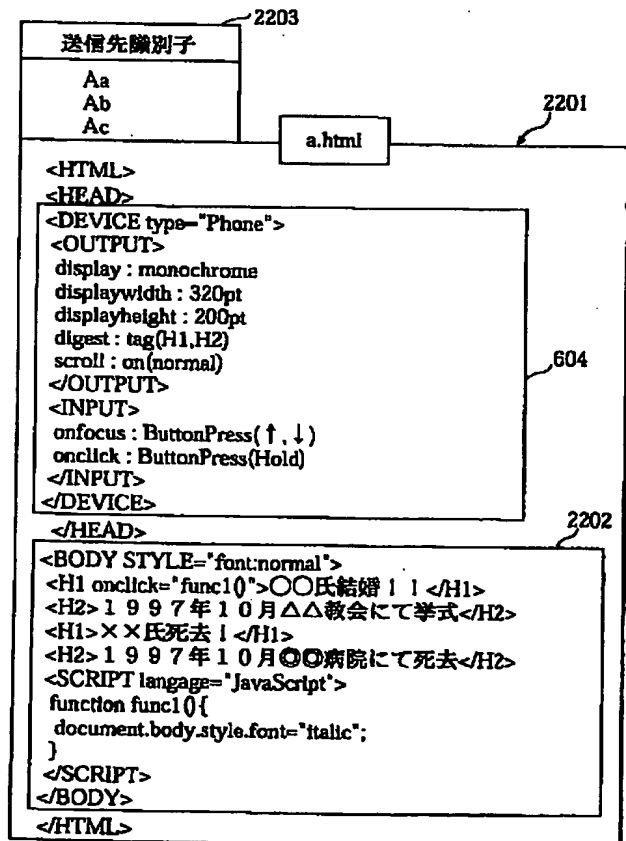 2203
送信先識別子
Aa
Ab
Ac
2201
a.html
<HTML>
<HEAD>
<DEVICE type="Phone">
<OUTPUT>
display : monochrome
displaywidth : 320pt
displayheight : 200pt
digest : tag(H1,H2)
scroll : on(normal)
</OUTPUT>
<INPUT>
onfocus : ButtonPress(↑,↓)
onclick : ButtonPress(Hold)
</INPUT>
</DEVICE>
604
</HEAD>
2202
<BODY STYLE="font:normal">
<H1 onclick="func1()">〇〇氏結婚！！</H1>
<H2>１９９７年１０月△△教会にて挙式</H2>
<H1>××氏死去！</H1>
<H2>１９９７年１０月◎◎病院にて死去</H2>
<SCRIPT langage="JavaScript">
function func1(){
document.body.style.font="italic";
}
</SCRIPT>
</BODY>
</HTML>